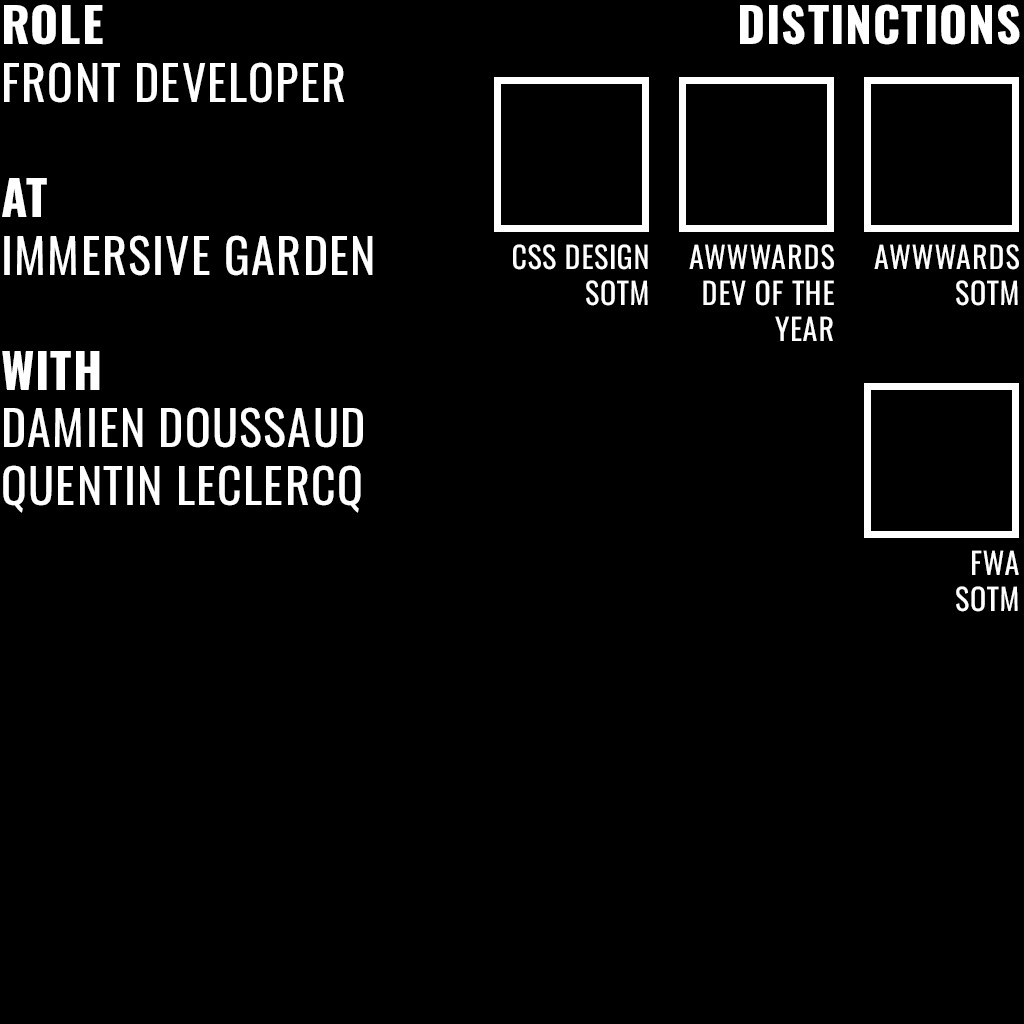 ROLE
FRONT DEVELOPER
AT
IMMERSIVE GARDEN
WITH
DAMIEN DOUSSAUD
QUENTIN LECLERCQ
DISTINCTIONS
CSS DESIGN
SOTM
AWWWARDS
DEV OF THE
YEAR
AWWWARDS
SOTM
FWA
SOTM